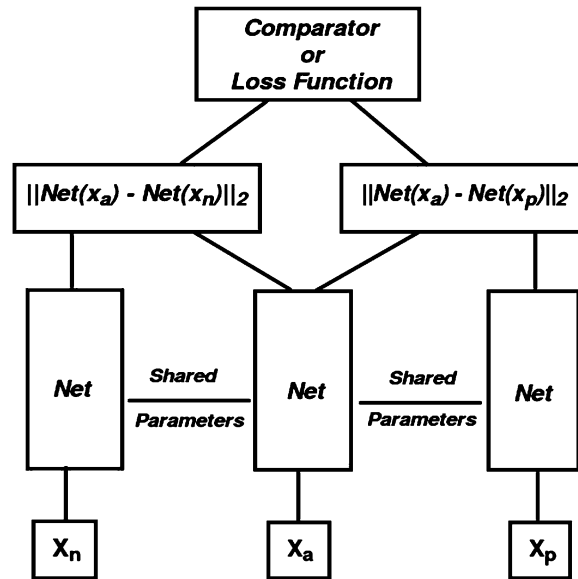 Comparator
or
Loss Function
||Net(xₐ) - Net(xₙ)||₂
||Net(xₐ) - Net(xₚ)||₂
Net
Shared
Parameters
Net
Shared
Parameters
Net
Xₙ
Xₐ
Xₚ